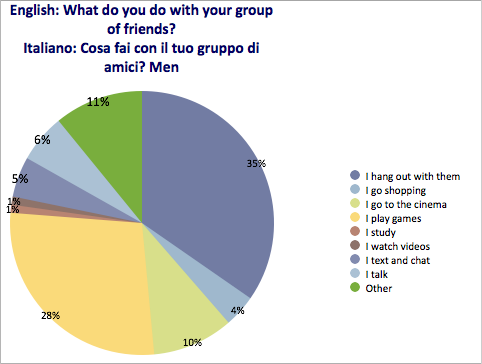 English: What do you do with your group
of friends?
Italiano: Cosa fai con il tuo gruppo di
amici? Men
11%
6%
5%
1%
1%
35%
28%
10%
4%
I hang out with them
I go shopping
I go to the cinema
I play games
I study
I watch videos
I text and chat
I talk
Other